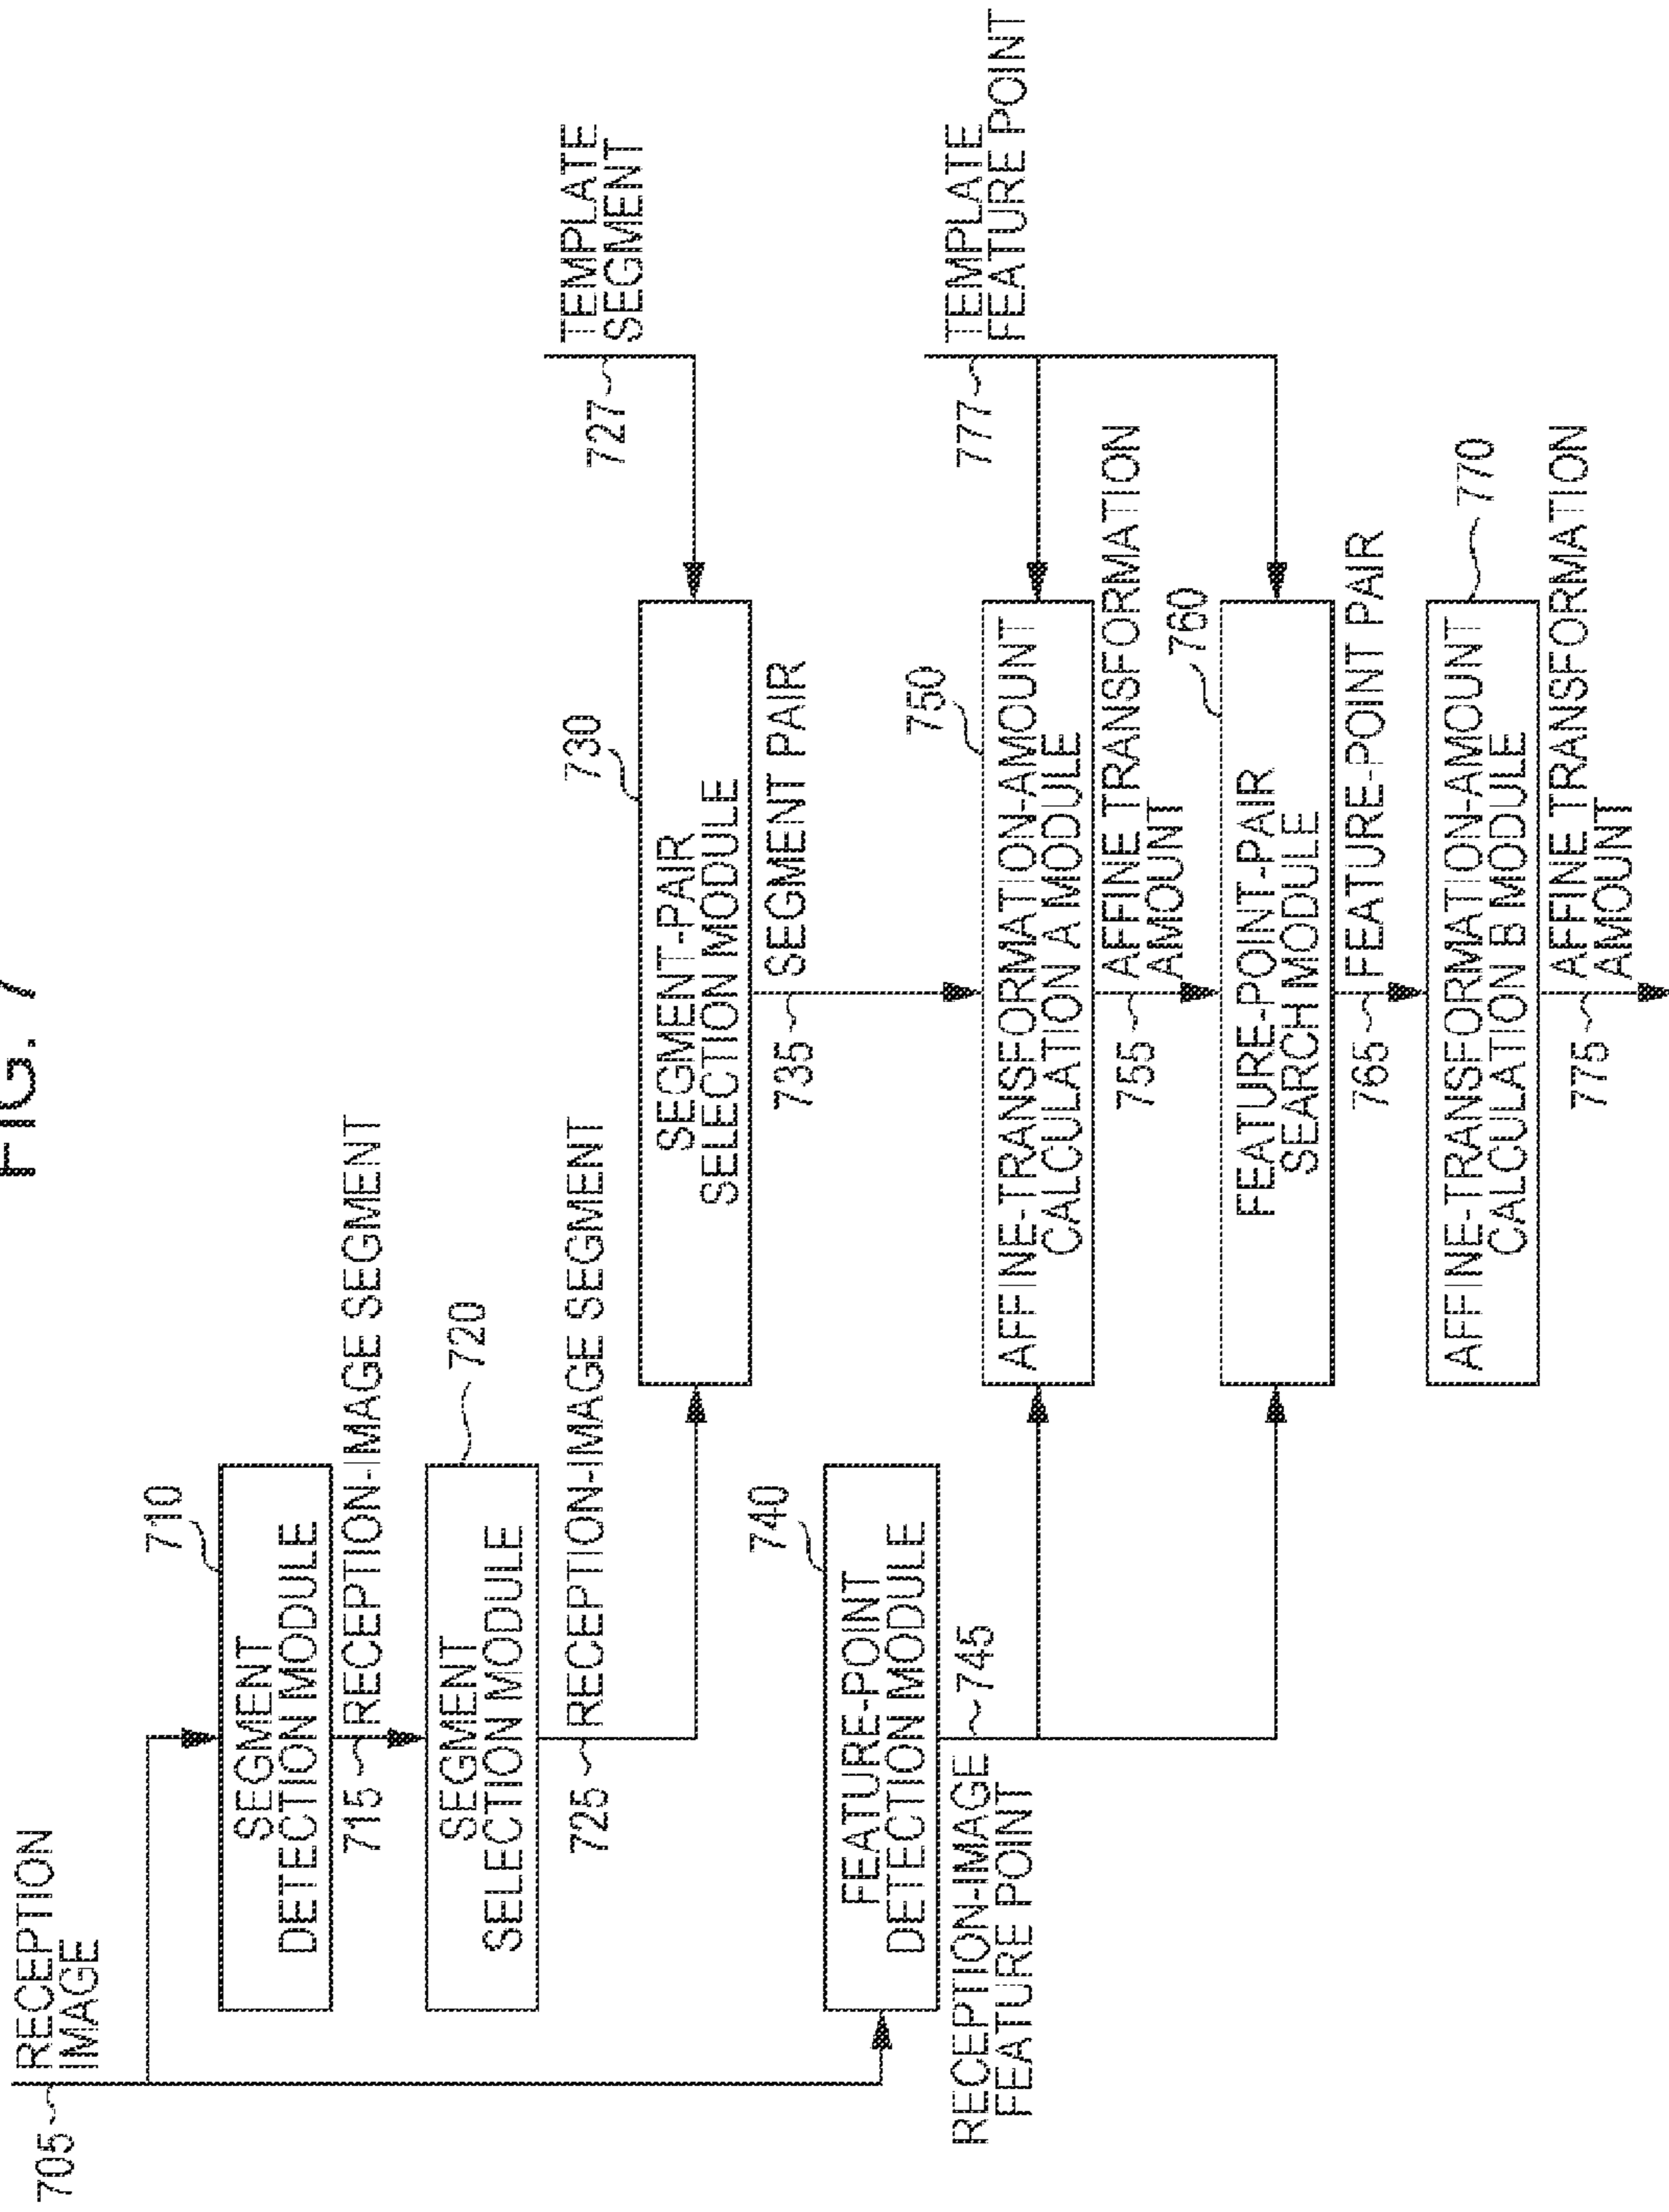 FIG. 7
RECEPTION
IMAGE
705
710
SEGMENT
DETECTION MODULE
715
RECEPTION-IMAGE SEGMENT
720
SEGMENT
SELECTION MODULE
725
RECEPTION-IMAGE SEGMENT
TEMPLATE
SEGMENT
727
730
SEGMENT-PAIR
SELECTION MODULE
735
SEGMENT PAIR
740
FEATURE-POINT
DETECTION MODULE
RECEPTION-IMAGE
FEATURE POINT
745
TEMPLATE
FEATURE POINT
777
750
AFFINE-TRANSFORMATION-AMOUNT
CALCULATION A MODULE
755
AFFINE TRANSFORMATION
AMOUNT
760
FEATURE-POINT-PAIR
SEARCH MODULE
765
FEATURE-POINT PAIR
770
AFFINE-TRANSFORMATION-AMOUNT
CALCULATION B MODULE
775
AFFINE TRANSFORMATION
AMOUNT